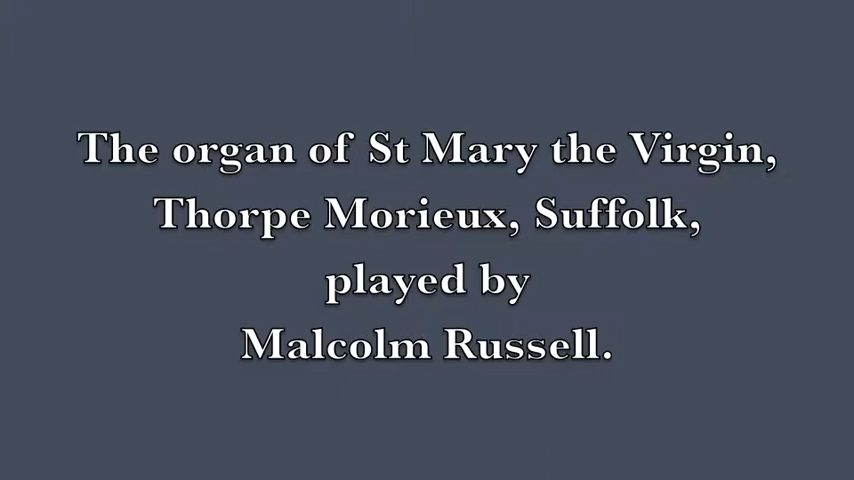 The organ of St Mary the Virgin,
Thorpe Morieux, Suffolk,
played by
Malcolm Russell.